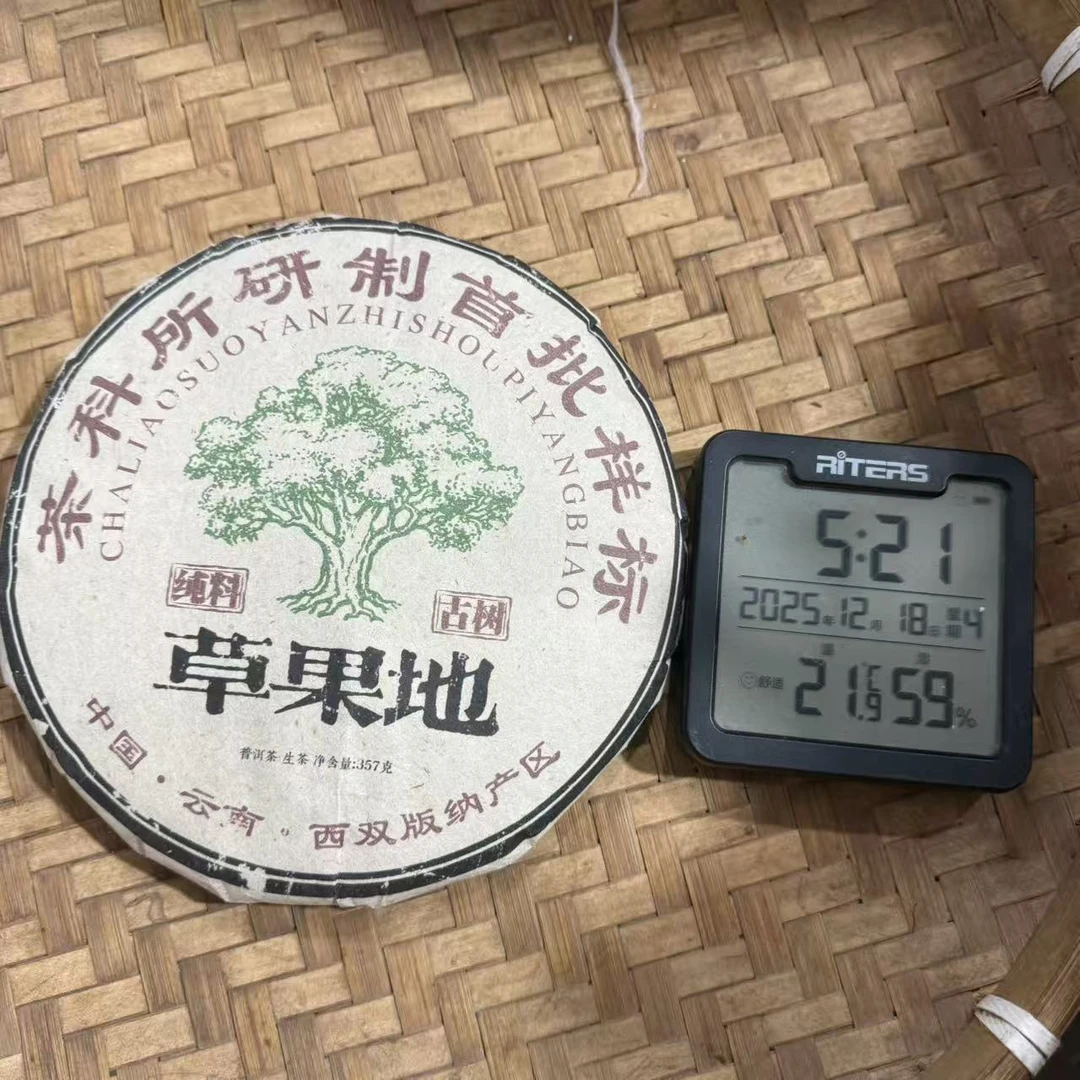 茶科所研制首批样标
CHALIAOSUOYANZHISHOUPIYANGBIAO
纯料
古树
草果地
普洱茶 生茶 净含量:357克
中国·云南。西双版纳产区
RITERS
5:21
2025年12月18日星期4
舒适 21.9℃ 59%